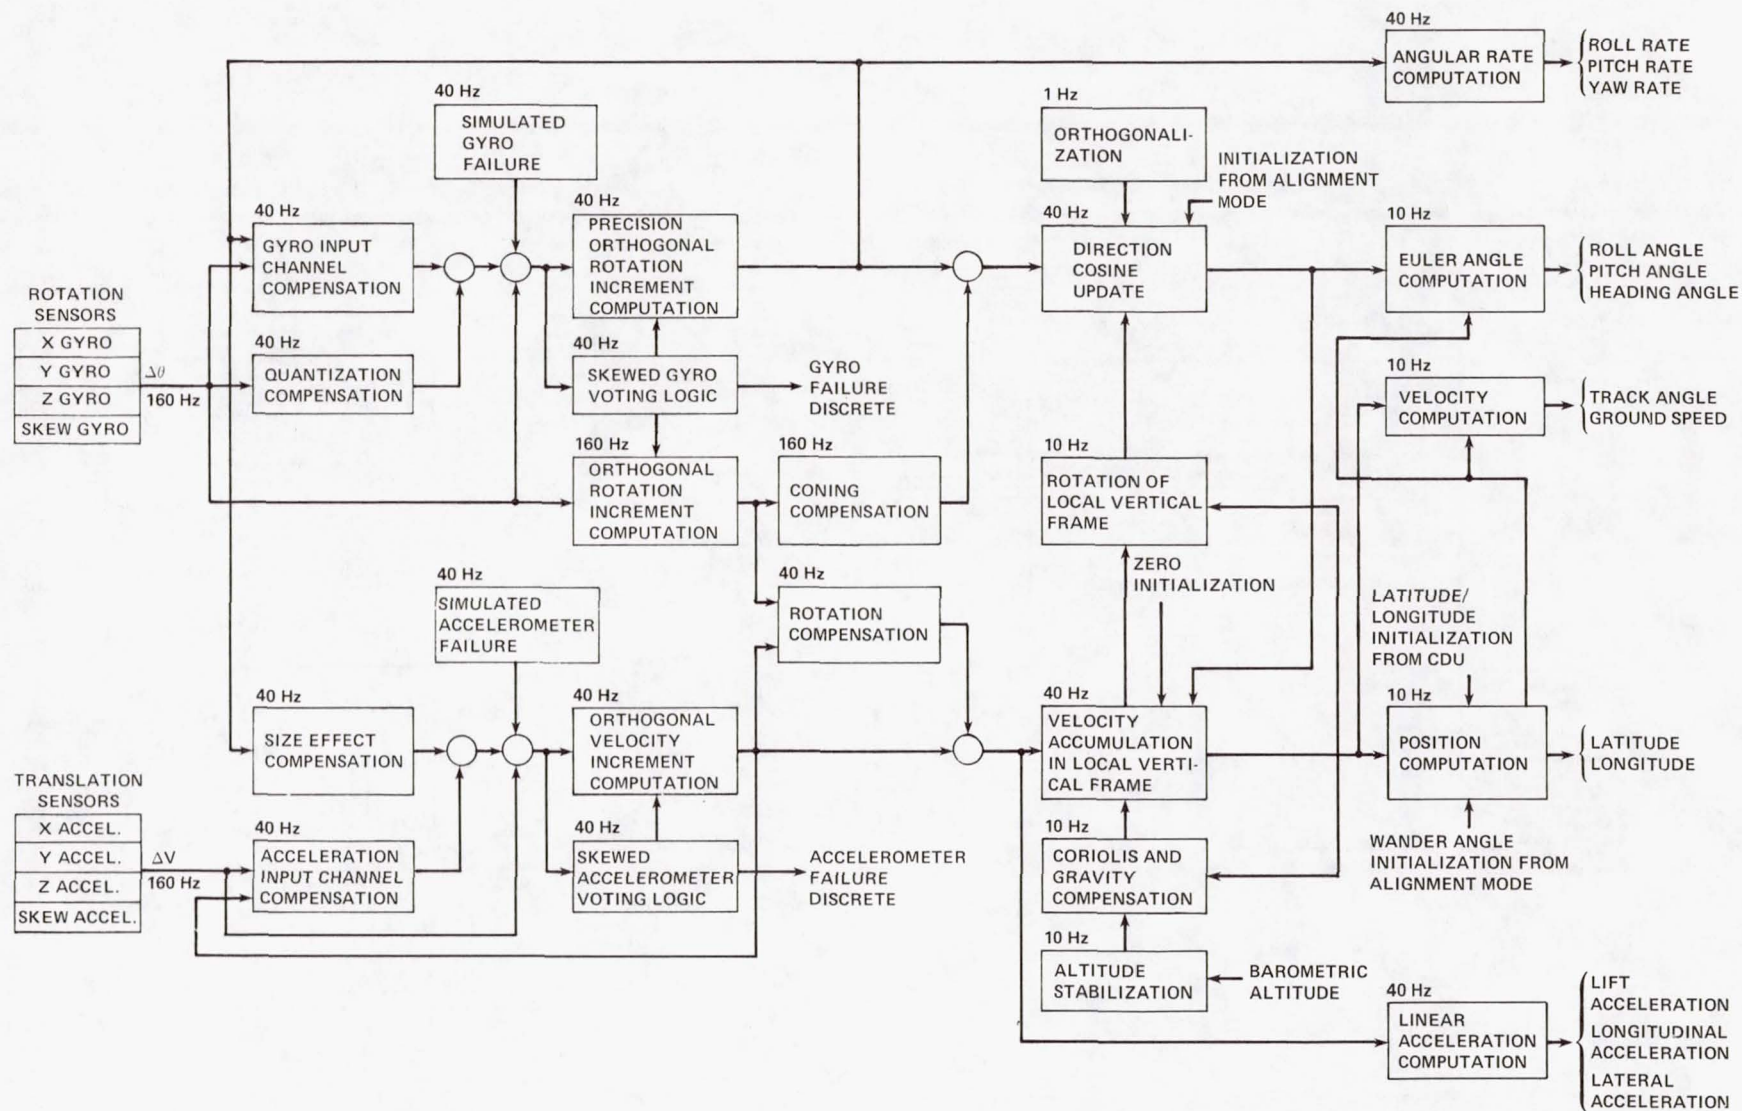 40 Hz
ANGULAR RATE
COMPUTATION
ROLL RATE
PITCH RATE
YAW RATE
40 Hz
SIMULATED
GYRO
FAILURE
1 Hz
ORTHOGONALI-
ZATION
INITIALIZATION
FROM ALIGNMENT
MODE
40 Hz
GYRO INPUT
CHANNEL
COMPENSATION
40 Hz
PRECISION
ORTHOGONAL
ROTATION
INCREMENT
COMPUTATION
40 Hz
DIRECTION
COSINE
UPDATE
10 Hz
EULER ANGLE
COMPUTATION
ROLL ANGLE
PITCH ANGLE
HEADING ANGLE
ROTATION
SENSORS
X GYRO
Y GYRO
Z GYRO
SKEW GYRO
Δθ
160 Hz
40 Hz
QUANTIZATION
COMPENSATION
40 Hz
SKEWED GYRO
VOTING LOGIC
GYRO
FAILURE
DISCRETE
10 Hz
VELOCITY
COMPUTATION
TRACK ANGLE
GROUND SPEED
160 Hz
ORTHOGONAL
ROTATION
INCREMENT
COMPUTATION
160 Hz
CONING
COMPENSATION
10 Hz
ROTATION OF
LOCAL VERTICAL
FRAME
40 Hz
SIMULATED
ACCELEROMETER
FAILURE
40 Hz
ROTATION
COMPENSATION
ZERO
INITIALIZATION
LATITUDE/
LONGITUDE
INITIALIZATION
FROM CDU
40 Hz
SIZE EFFECT
COMPENSATION
40 Hz
ORTHOGONAL
VELOCITY
INCREMENT
COMPUTATION
40 Hz
VELOCITY
ACCUMULATION
IN LOCAL VERTI-
CAL FRAME
10 Hz
POSITION
COMPUTATION
LATITUDE
LONGITUDE
TRANSLATION
SENSORS
X ACCEL.
Y ACCEL.
Z ACCEL.
SKEW ACCEL.
ΔV
160 Hz
40 Hz
ACCELERATION
INPUT CHANNEL
COMPENSATION
40 Hz
SKEWED
ACCELEROMETER
VOTING LOGIC
ACCELEROMETER
FAILURE
DISCRETE
10 Hz
CORIOLIS AND
GRAVITY
COMPENSATION
WANDER ANGLE
INITIALIZATION FROM
ALIGNMENT MODE
10 Hz
ALTITUDE
STABILIZATION
BAROMETRIC
ALTITUDE
40 Hz
LINEAR
ACCELERATION
COMPUTATION
LIFT
ACCELERATION
LONGITUDINAL
ACCELERATION
LATERAL
ACCELERATION